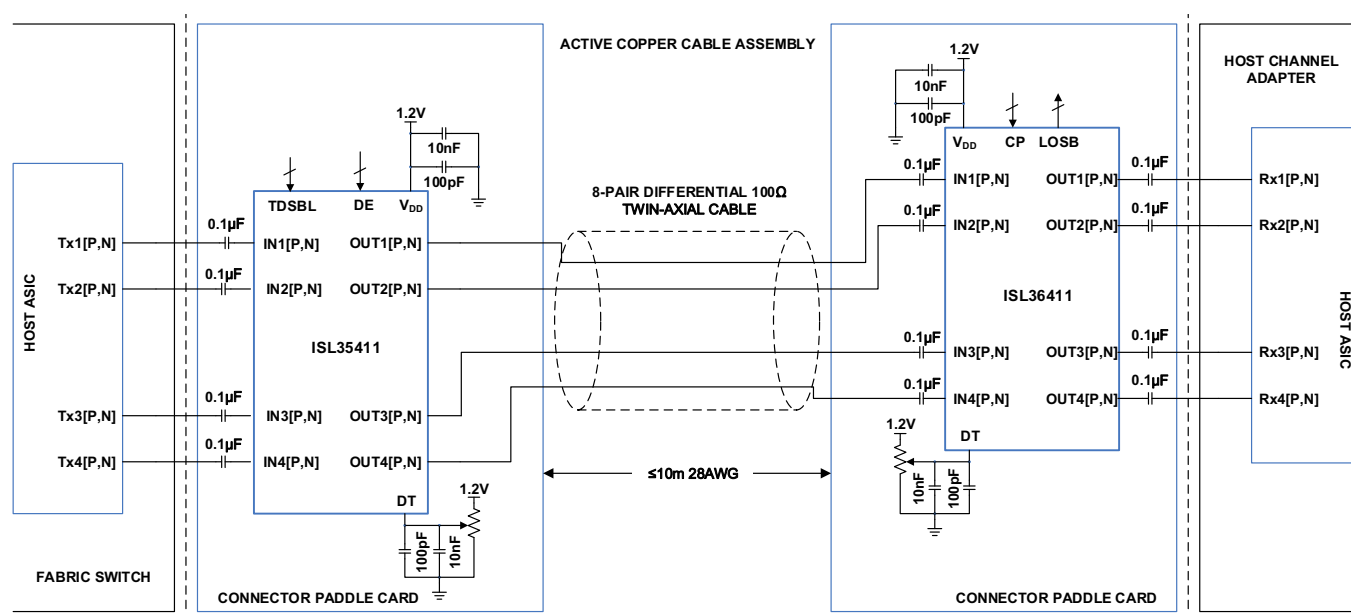 ACTIVE COPPER CABLE ASSEMBLY
HOST CHANNEL
ADAPTER
HOST ASIC
Tx1[P,N]
Tx2[P,N]
Tx3[P,N]
Tx4[P,N]
FABRIC SWITCH
0.1µF
0.1µF
0.1µF
0.1µF
1.2V
10nF
100pF
TDSBL
DE
VDD
IN1[P,N]
OUT1[P,N]
IN2[P,N]
OUT2[P,N]
ISL35411
IN3[P,N]
OUT3[P,N]
IN4[P,N]
OUT4[P,N]
DT
1.2V
100pF
10nF
CONNECTOR PADDLE CARD
8-PAIR DIFFERENTIAL 100Ω
TWIN-AXIAL CABLE
≤10m 28AWG
1.2V
10nF
100pF
0.1µF
0.1µF
0.1µF
0.1µF
VDD
CP
LOSB
IN1[P,N]
OUT1[P,N]
IN2[P,N]
OUT2[P,N]
ISL36411
IN3[P,N]
OUT3[P,N]
IN4[P,N]
OUT4[P,N]
DT
1.2V
10nF
100pF
CONNECTOR PADDLE CARD
0.1µF
0.1µF
0.1µF
0.1µF
Rx1[P,N]
Rx2[P,N]
Rx3[P,N]
Rx4[P,N]
HOST ASIC